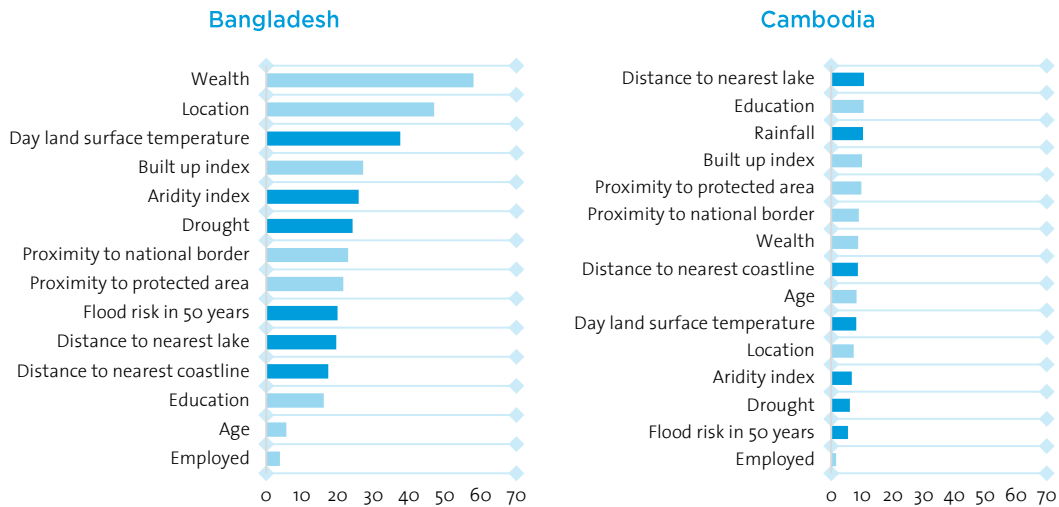 Bangladesh
Wealth
Location
Day land surface temperature
Built up index
Aridity index
Drought
Proximity to national border
Proximity to protected area
Flood risk in 50 years
Distance to nearest lake
Distance to nearest coastline
Education
Age
Employed
0 10 20 30 40 50 60 70
Cambodia
Distance to nearest lake
Education
Rainfall
Built up index
Proximity to protected area
Proximity to national border
Wealth
Distance to nearest coastline
Age
Day land surface temperature
Location
Aridity index
Drought
Flood risk in 50 years
Employed
0 10 20 30 40 50 60 70